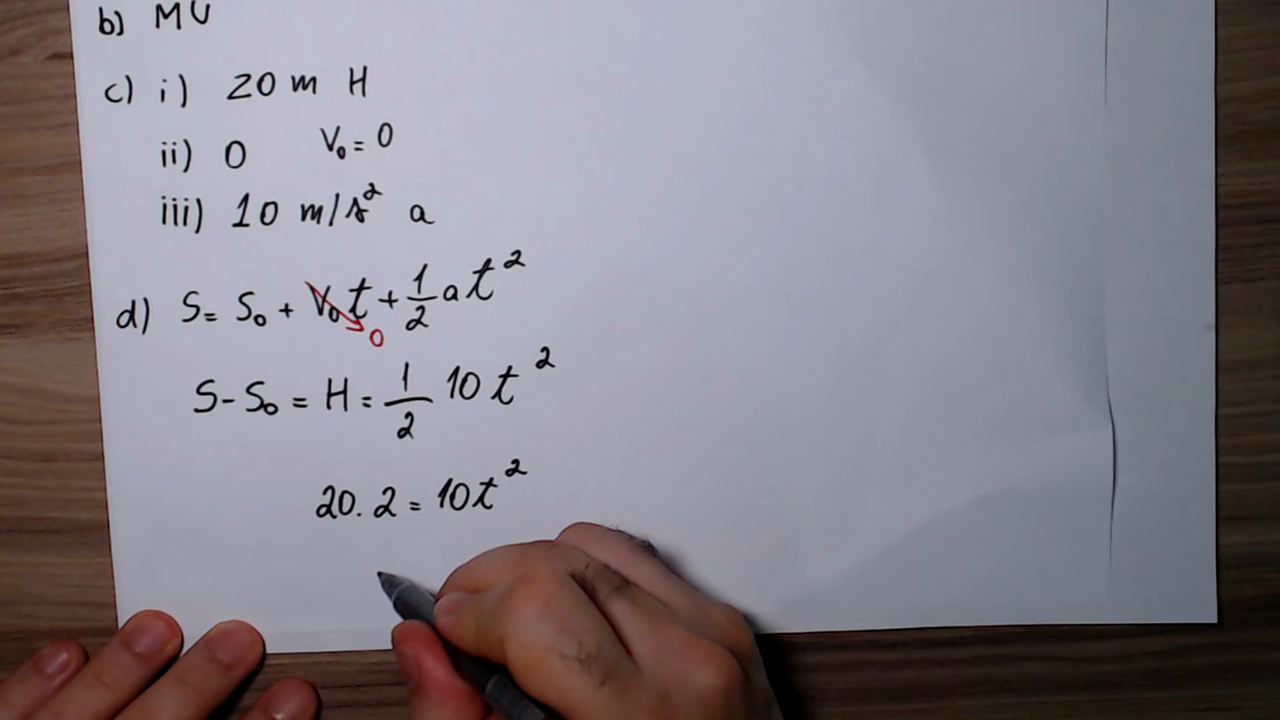 b) MU
c) i) 20 m H
ii) 0 V₀ = 0
iii) 10 m/s² a
d) S = S₀ + V₀t + 1/2 at²
0
S - S₀ = H = 1/2 10 t²
20. 2 = 10t²